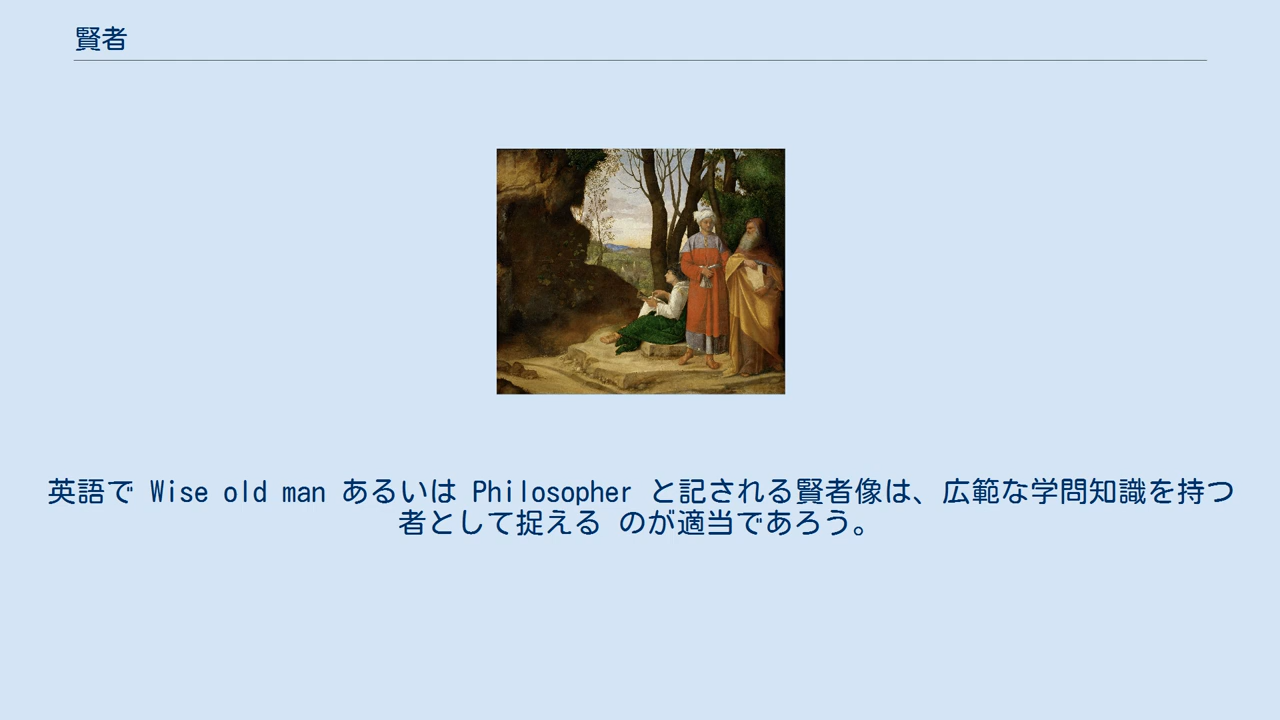 賢者
英語で Wise old man あるいは Philosopher と記される賢者像は、広範な学問知識を持つ
者として捉える のが適当であろう。